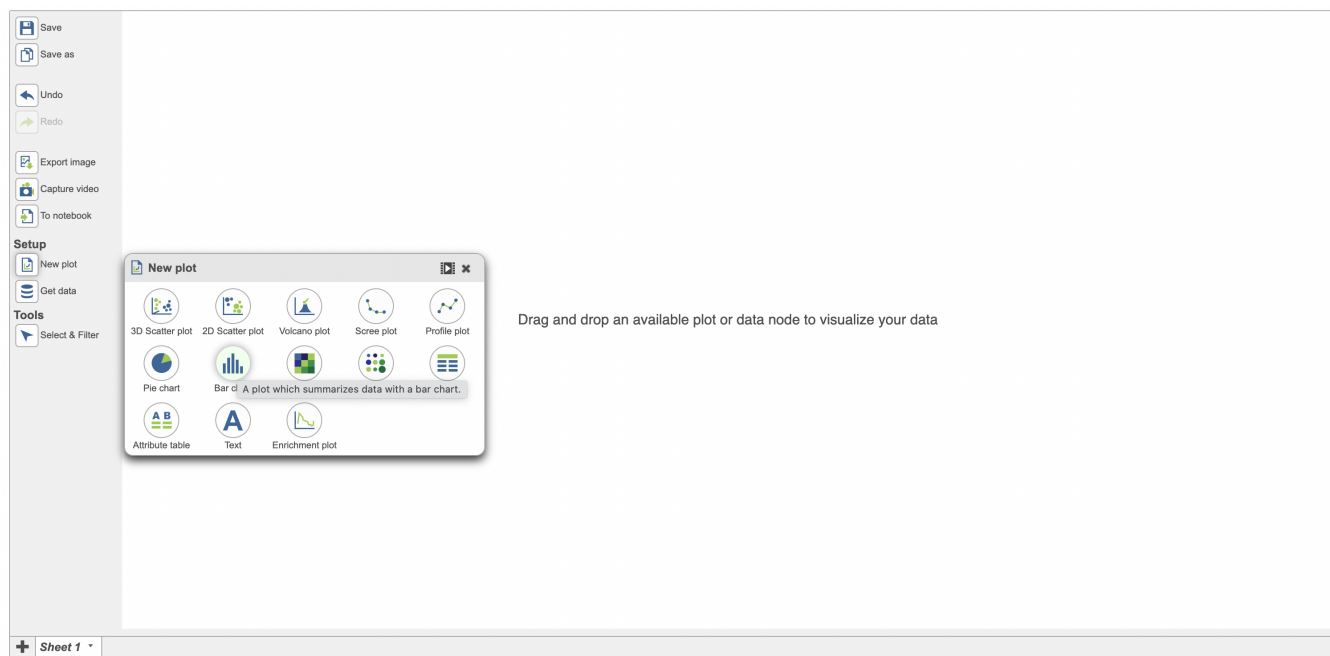 Save
Save as
Undo
Redo
Export image
Capture video
To notebook
Setup
New plot
Get data
Tools
Select & Filter
New plot
3D Scatter plot 2D Scatter plot Volcano plot Scree plot Profile plot
Pie chart Bar
A plot which summarizes data with a bar chart.
A B A
Attribute table Text Enrichment plot
Drag and drop an available plot or data node to visualize your data
Sheet 1